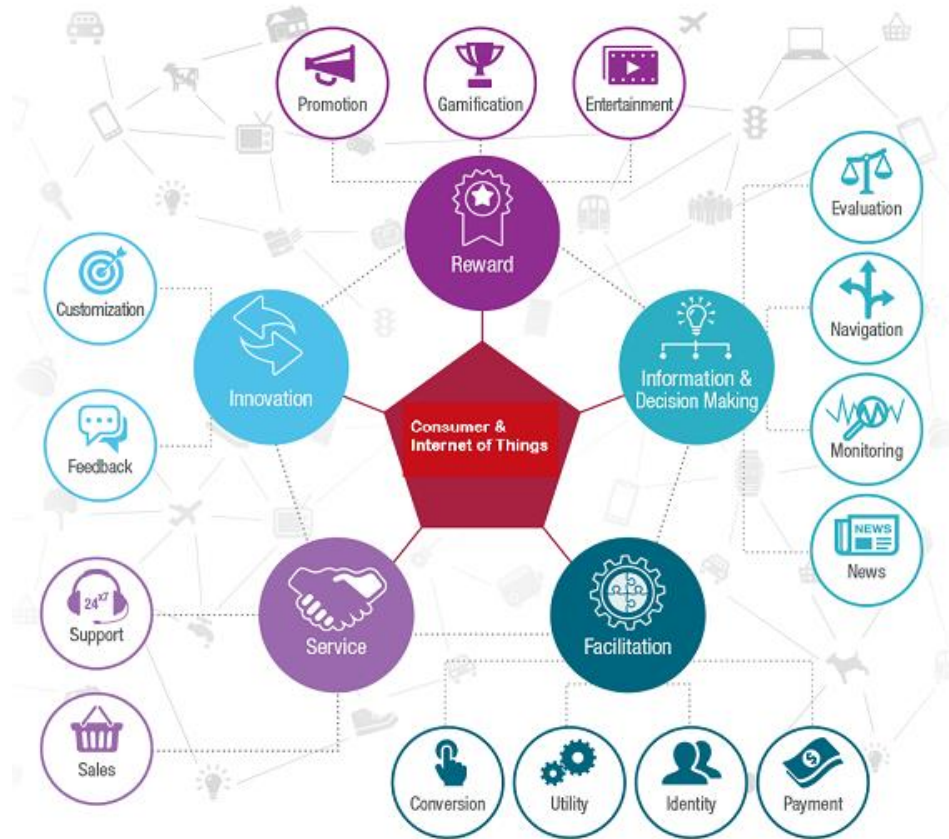 Promotion
Gamification
Entertainment
Reward
Evaluation
Customization
Navigation
Innovation
Information &
Decision Making
Consumer &
Internet of Things
Feedback
Monitoring
NEWS
News
24x7
Support
Service
Facilitation
Sales
$
Conversion
Utility
Identity
Payment